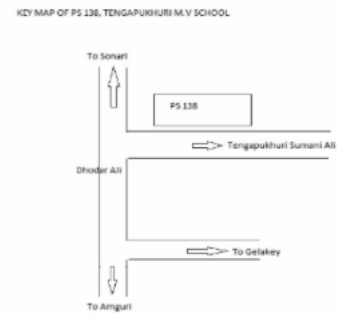 KEY MAP OF PS 138, TENGAPUKHURI M.V SCHOOL
To Sonari
PS 138
Tengapukhuri Sumani Ali
Dhodar Ali
To Gelakey
To Amguri